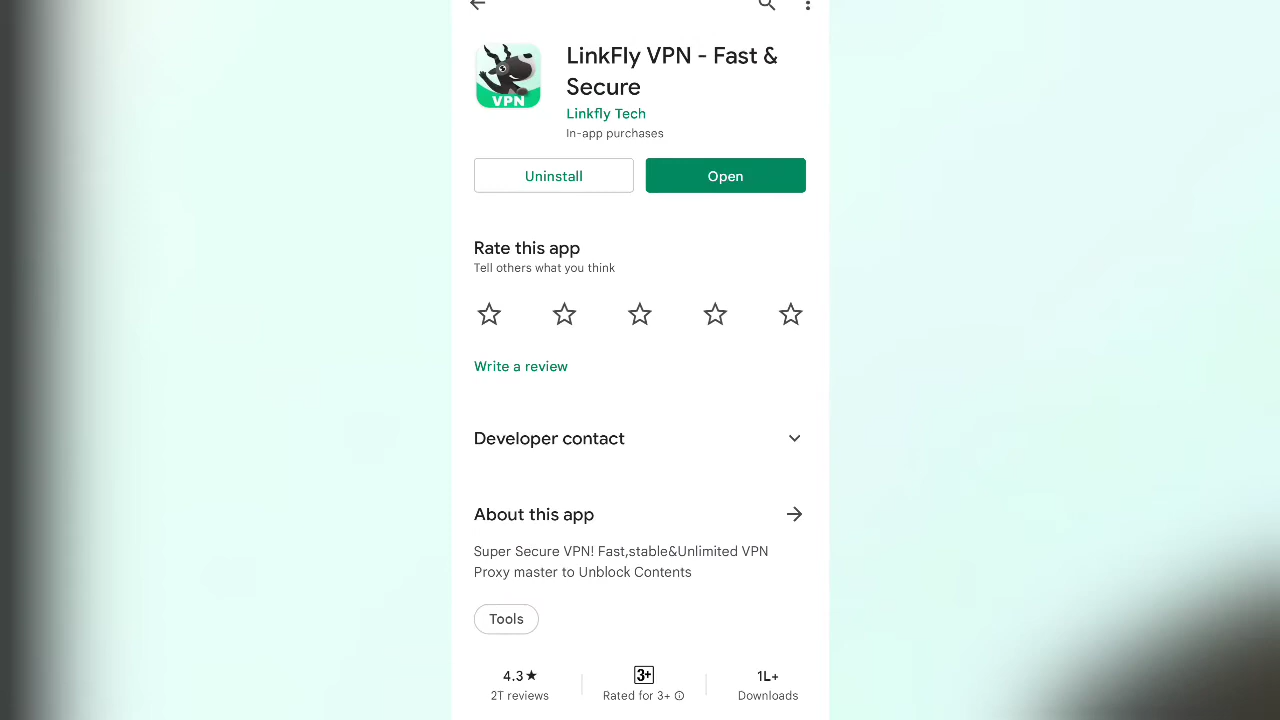 LinkFly VPN - Fast &
Secure
VPN
Linkfly Tech
In-app purchases
Uninstall
Open
Rate this app
Tell others what you think
Write a review
Developer contact
About this app
Super Secure VPN! Fast,stable&Unlimited VPN
Proxy master to Unblock Contents
Tools
4.3★
3+
1L+
2T reviews
Rated for 3+
Downloads